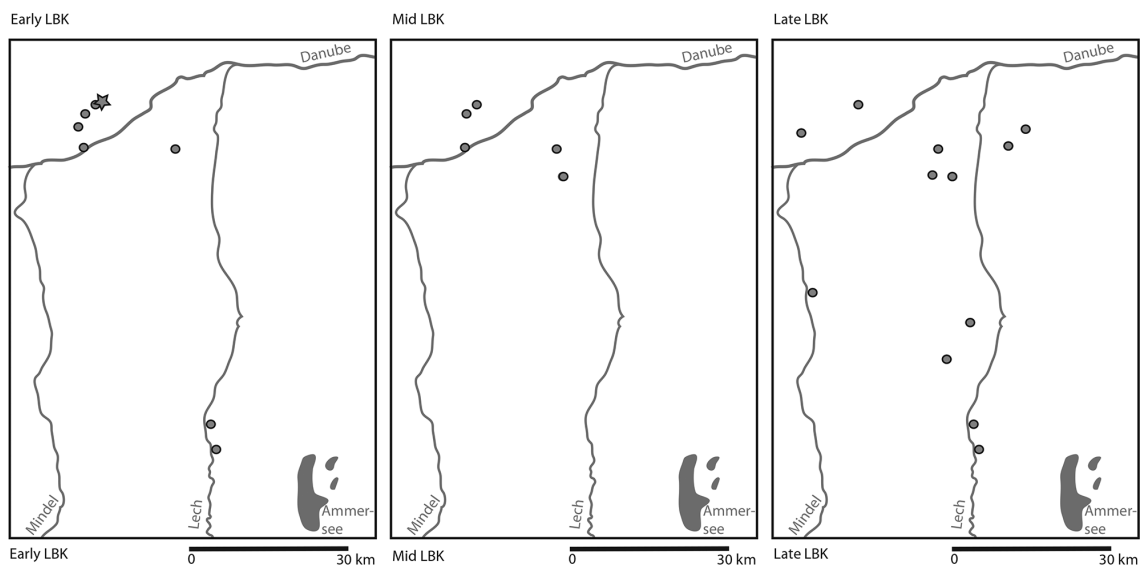 Early LBK
Mid LBK
Late LBK
Danube
Danube
Danube
Mindel
Lech
Ammer-
see
Mindel
Lech
Ammer-
see
Mindel
Lech
Ammer-
see
Early LBK
0
30 km
Mid LBK
0
30 km
Late LBK
0
30 km